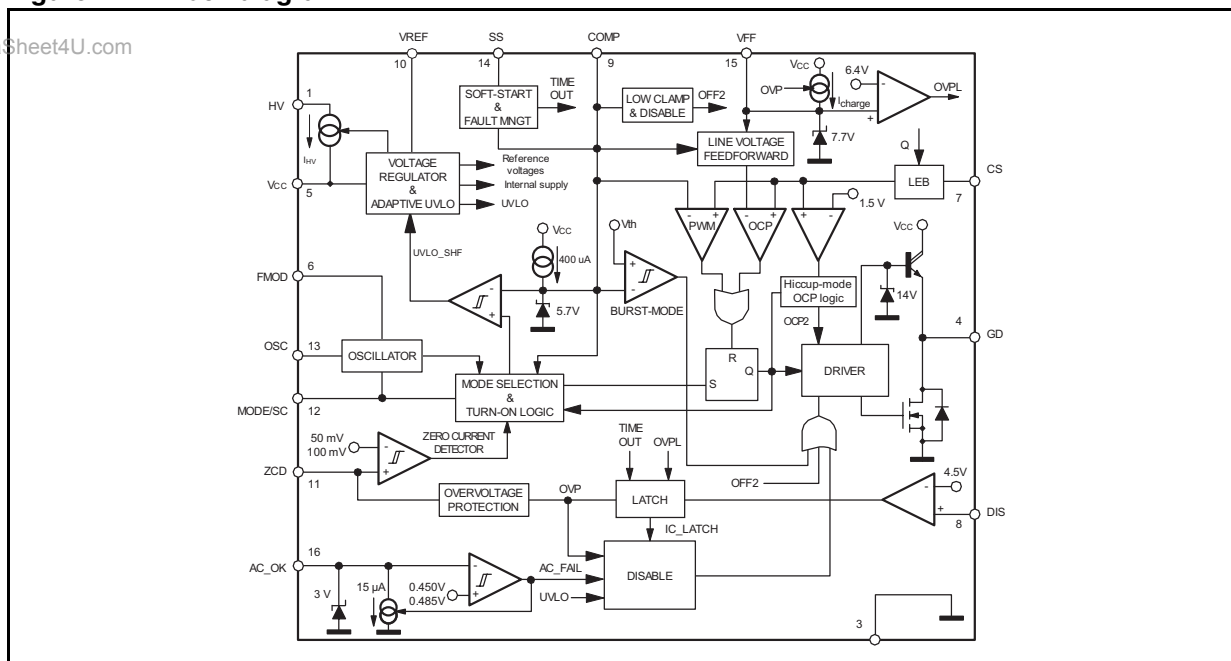 Sheet4U.com
VREF
SS
COMP
VFF
10
14
9
15
HV
1
IHV
VCC
5
SOFT-START
&
FAULT MNGT
TIME
OUT
LOW CLAMP
& DISABLE
OFF2
VCC
OVP
Icharge
6.4V
-
+
OVPL
7.7V
VOLTAGE
REGULATOR
&
ADAPTIVE UVLO
Reference
voltages
Internal supply
UVLO
LINE VOLTAGE
FEEDFORWARD
Q
LEB
CS
7
1.5 V
- +
PWM
- +
OCP
+ -
UVLO_SHF
VCC
400 uA
Vth
VCC
FMOD
6
-
+
5.7V
+
-
BURST-MODE
Hiccup-mode
OCP logic
14V
OCP2
4
GD
OSC
13
OSCILLATOR
MODE SELECTION
&
TURN-ON LOGIC
R
S
Q
DRIVER
MODE/SC
12
50 mV
100 mV
-
+
ZERO CURRENT
DETECTOR
TIME
OUT
OVPL
ZCD
11
OFF2
4.5V
-
+
DIS
8
OVERVOLTAGE
PROTECTION
OVP
LATCH
IC_LATCH
AC_OK
16
3 V
15 µA
0.450V
0.485V
-
+
AC_FAIL
UVLO
DISABLE
3